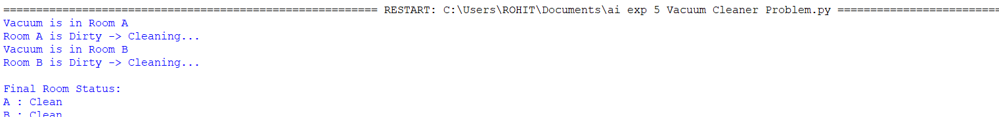 ========================================================= RESTART: C:\Users\ROHIT\Documents\ai exp 5 Vacuum Cleaner Problem.py =========================
Vacuum is in Room A
Room A is Dirty -> Cleaning...
Vacuum is in Room B
Room B is Dirty -> Cleaning...
Final Room Status:
A : Clean
B : Clean